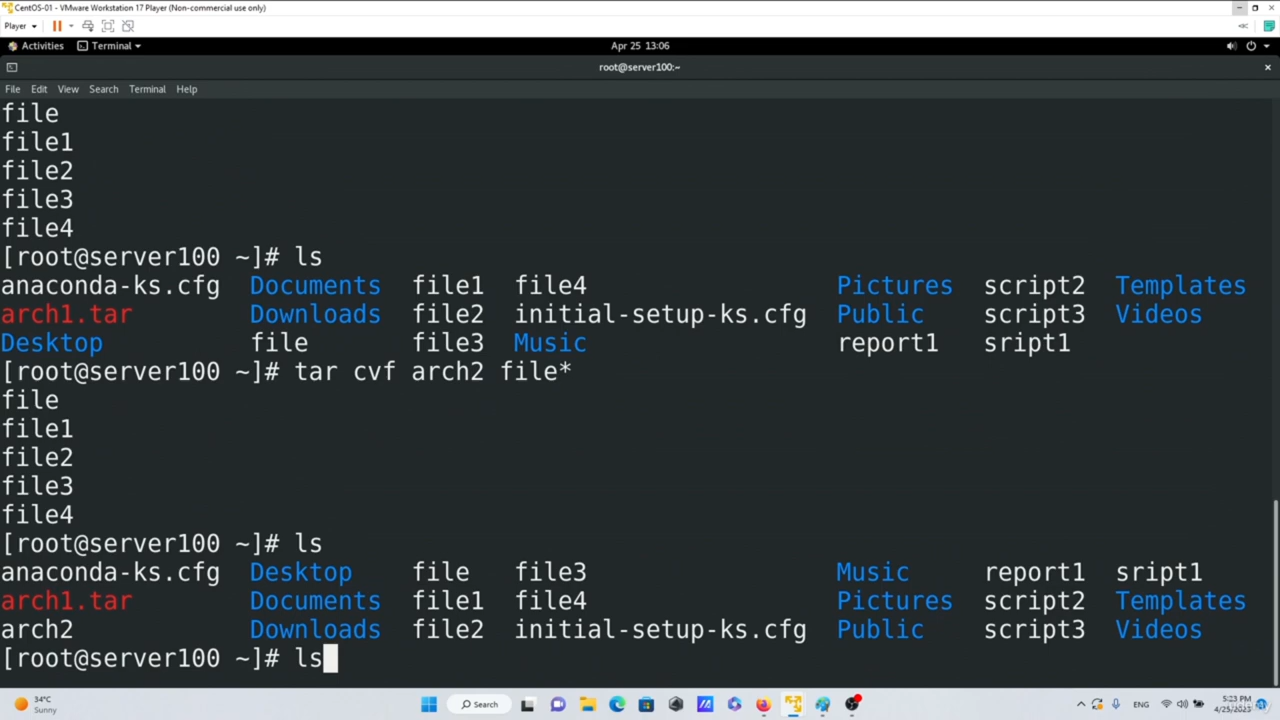 CentOS-01 - VMware Workstation 17 Player (Non-commercial use only)
Player
Activities Terminal Apr 25 13:06
root@server100:~
File Edit View Search Terminal Help
file
file1
file2
file3
file4
[root@server100 ~]# ls
anaconda-ks.cfg Documents file1 file4 Pictures script2 Templates
arch1.tar Downloads file2 initial-setup-ks.cfg Public script3 Videos
Desktop file file3 Music report1 sript1
[root@server100 ~]# tar cvf arch2 file*
file
file1
file2
file3
file4
[root@server100 ~]# ls
anaconda-ks.cfg Desktop file file3 Music report1 sript1
arch1.tar Documents file1 file4 Pictures script2 Templates
arch2 Downloads file2 initial-setup-ks.cfg Public script3 Videos
[root@server100 ~]# ls
34°C
Sunny
Search
ENG
5:23 PM
4/25/2023